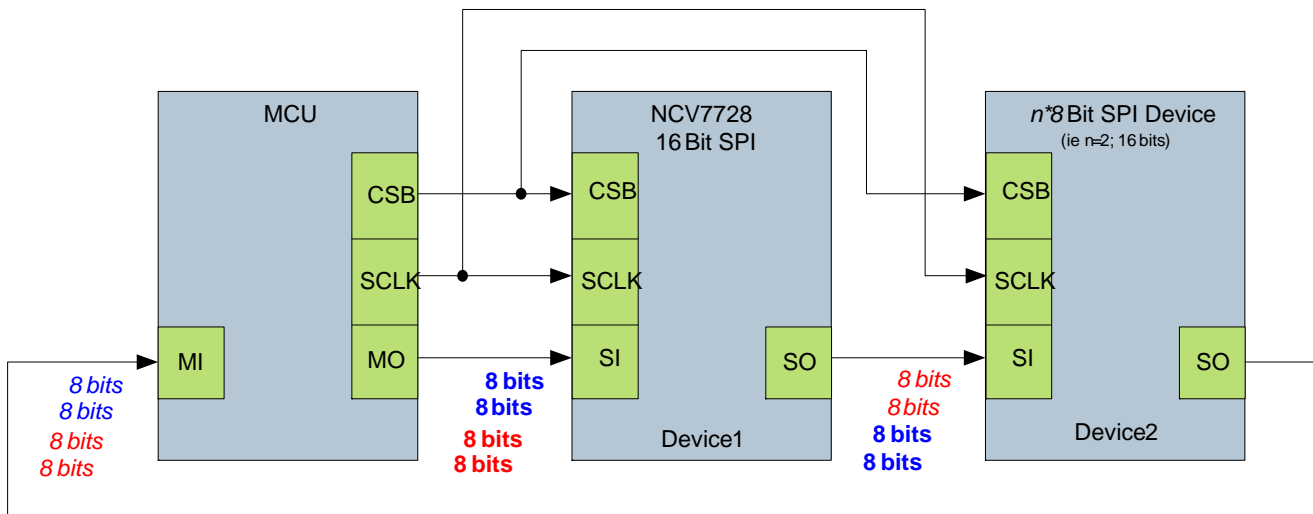 MCU
CSB
SCLK
MI
MO
8 bits
8 bits
8 bits
8 bits
8 bits
8 bits
8 bits
8 bits
NCV7728
16 Bit SPI
CSB
SCLK
SI
SO
Device1
8 bits
8 bits
8 bits
8 bits
n*8 Bit SPI Device
(ie n=2; 16 bits)
CSB
SCLK
SI
SO
Device2